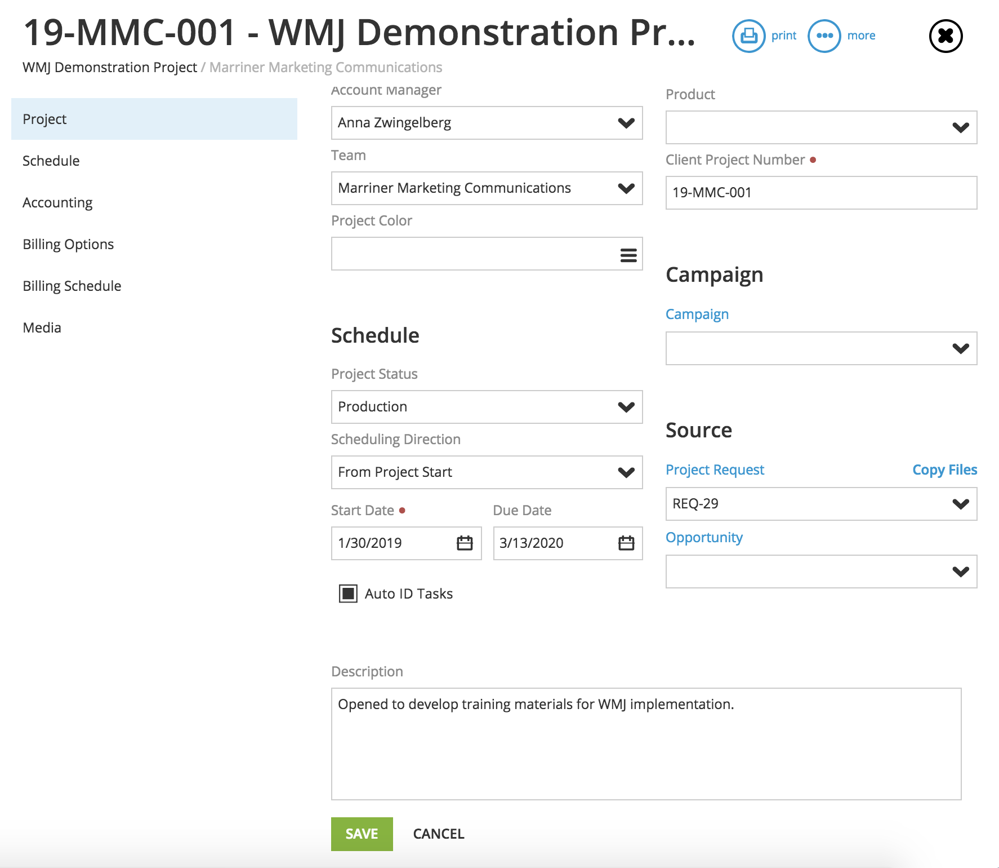 19-MMC-001 - WMJ Demonstration Pr...
print
more
WMJ Demonstration Project / Marriner Marketing Communications
Project
Schedule
Accounting
Billing Options
Billing Schedule
Media
Account Manager
Anna Zwingelberg
Team
Marriner Marketing Communications
Project Color
Schedule
Project Status
Production
Scheduling Direction
From Project Start
Start Date
Due Date
1/30/2019
3/13/2020
Auto ID Tasks
Product
Client Project Number
19-MMC-001
Campaign
Campaign
Source
Project Request
Copy Files
REQ-29
Opportunity
Description
Opened to develop training materials for WMJ implementation.
SAVE
CANCEL